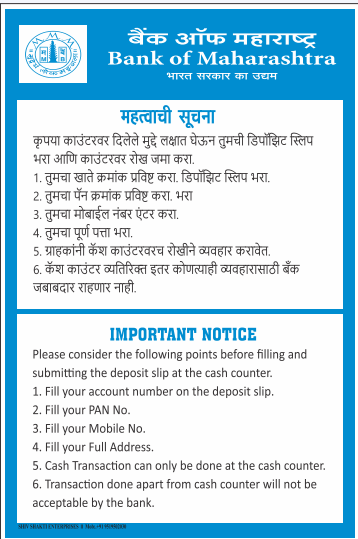 बैंक ऑफ महाराष्ट्र
Bank of Maharashtra
भारत सरकार का उद्यम
महत्वाची सूचना
कृपया काउंटरवर दिलेले मुद्दे लक्षात घेऊन तुमची डिपॉझिट स्लिप
भरा आणि काउंटरवर रोख जमा करा.
1. तुमचा खाते क्रमांक प्रविष्ट करा. डिपॉझिट स्लिप भरा.
2. तुमचा पॅन क्रमांक प्रविष्ट करा. भरा
3. तुमचा मोबाईल नंबर एंटर करा.
4. तुमचा पूर्ण पत्ता भरा.
5. ग्राहकांनी कॅश काउंटरवरच रोखीने व्यवहार करावेत.
6. कॅश काउंटर व्यतिरिक्त इतर कोणत्याही व्यवहारासाठी बँक
जबाबदार राहणार नाही.
IMPORTANT NOTICE
Please consider the following points before filling and
submitting the deposit slip at the cash counter.
1. Fill your account number on the deposit slip.
2. Fill your PAN No.
3. Fill your Mobile No.
4. Fill your Full Address.
5. Cash Transaction can only be done at the cash counter.
6. Transaction done apart from cash counter will not be
acceptable by the bank.
SHIV SHAKTI ENTERPRISES